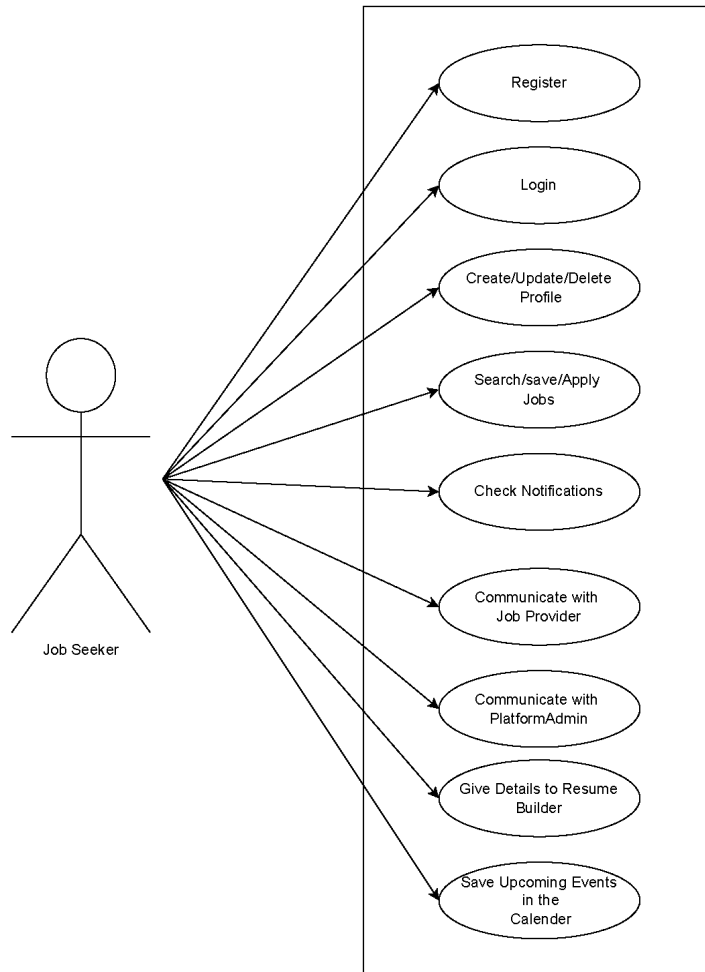 Register
Login
Create/Update/Delete
Profile
Search/save/Apply
Jobs
Check Notifications
Communicate with
Job Provider
Job Seeker
Communicate with
PlatformAdmin
Give Details to Resume
Builder
Save Upcoming Events
in the
Calender